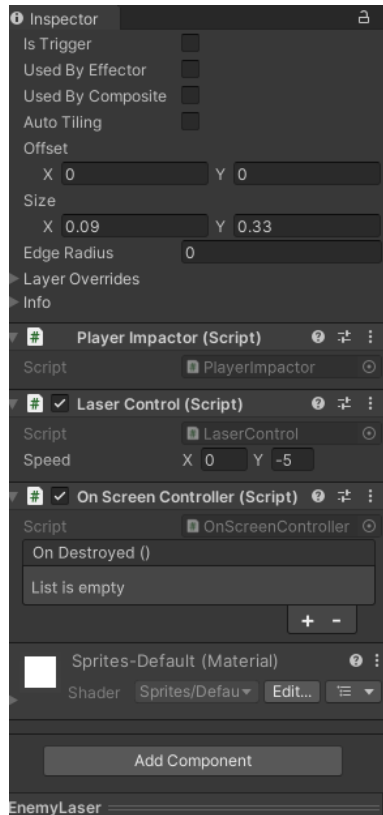 Inspector
Is Trigger
Used By Effector
Used By Composite
Auto Tiling
Offset
X 0 Y 0
Size
X 0.09 Y 0.33
Edge Radius 0
Layer Overrides
Info
# Player Impactor (Script)
Script # PlayerImpactor
# Laser Control (Script)
Script # LaserControl
Speed X 0 Y -5
# On Screen Controller (Script)
Script # OnScreenController
On Destroyed ()
List is empty
+ -
Sprites-Default (Material)
Shader Sprites/Defau Edit...
Add Component
EnemyLaser